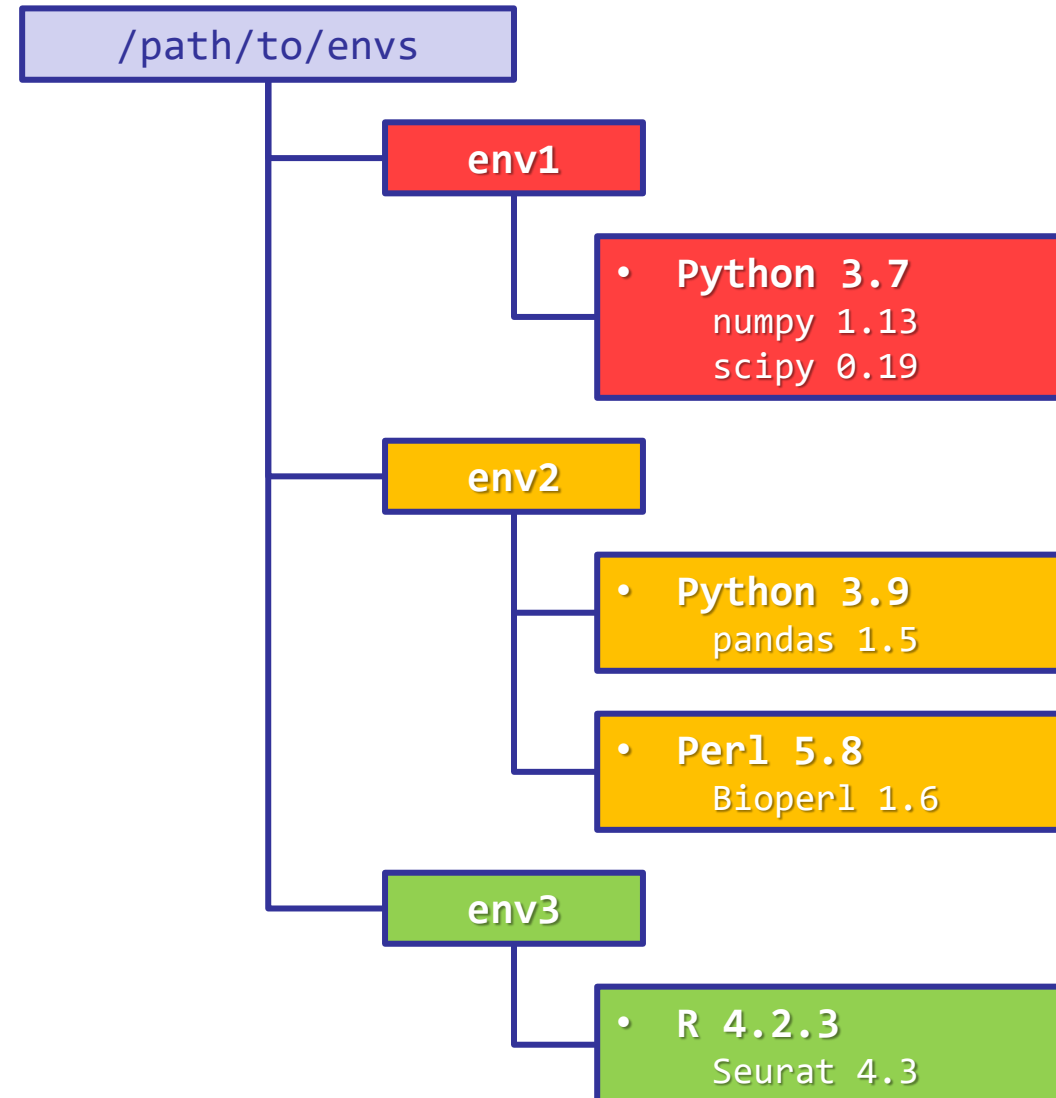 /path/to/envs
env1
• Python 3.7
numpy 1.13
scipy 0.19
env2
• Python 3.9
pandas 1.5
• Perl 5.8
Bioperl 1.6
env3
• R 4.2.3
Seurat 4.3